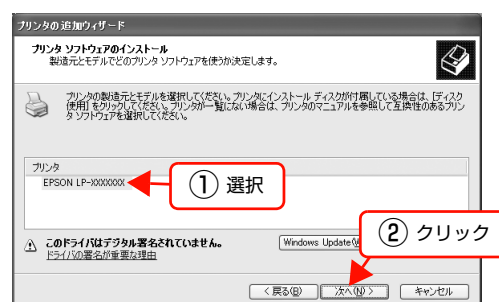 プリンタの追加ウィザード
プリンタ ソフトウェアのインストール
製造元とモデルでどのプリンタ ソフトウェアを使うか決定します。
プリンタの製造元とモデルを選択してください。プリンタにインストール ディスクが付属している場合は、[ディスク
使用] をクリックしてください。プリンタが一覧にない場合は、プリンタのマニュアルを参照して互換性のあるプリン
タ ソフトウェアを選択してください。
プリンタ
EPSON LP-XXXXXXX
① 選択
このドライバはデジタル署名されていません。
ドライバの署名が重要な理由
Windows Update(
② クリック
< 戻る(B)
次へ(N) >
キャンセル